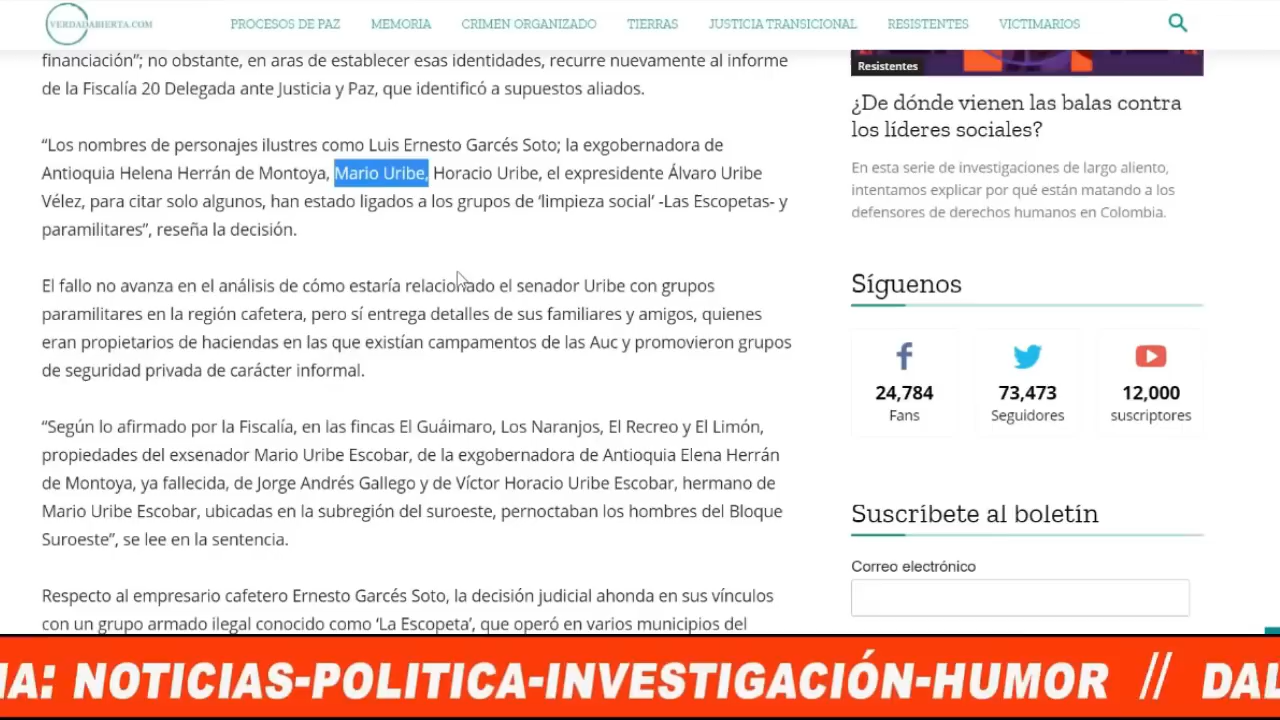 VERDADABIERTA.COM
PROCESOS DE PAZ
MEMORIA
CRIMEN ORGANIZADO
TIERRAS
JUSTICIA TRANSICIONAL
RESISTENTES
VICTIMARIOS
financiación”; no obstante, en aras de establecer esas identidades, recurre nuevamente al informe
de la Fiscalía 20 Delegada ante Justicia y Paz, que identificó a supuestos aliados.
“Los nombres de personajes ilustres como Luis Ernesto Garcés Soto; la exgobernadora de
Antioquia Helena Herrán de Montoya, Mario Uribe, Horacio Uribe, el expresidente Álvaro Uribe
Vélez, para citar solo algunos, han estado ligados a los grupos de ‘limpieza social’ -Las Escopetas- y
paramilitares”, reseña la decisión.
El fallo no avanza en el análisis de cómo estaría relacionado el senador Uribe con grupos
paramilitares en la región cafetera, pero sí entrega detalles de sus familiares y amigos, quienes
eran propietarios de haciendas en las que existían campamentos de las Auc y promovieron grupos
de seguridad privada de carácter informal.
“Según lo afirmado por la Fiscalía, en las fincas El Guáimaro, Los Naranjos, El Recreo y El Limón,
propiedades del exsenador Mario Uribe Escobar, de la exgobernadora de Antioquia Elena Herrán
de Montoya, ya fallecida, de Jorge Andrés Gallego y de Víctor Horacio Uribe Escobar, hermano de
Mario Uribe Escobar, ubicadas en la subregión del suroeste, pernoctaban los hombres del Bloque
Suroeste”, se lee en la sentencia.
Respecto al empresario cafetero Ernesto Garcés Soto, la decisión judicial ahonda en sus vínculos
con un grupo armado ilegal conocido como ‘La Escopeta’, que operó en varios municipios del
Resistentes
¿De dónde vienen las balas contra
los líderes sociales?
En esta serie de investigaciones de largo aliento,
intentamos explicar por qué están matando a los
defensores de derechos humanos en Colombia.
Síguenos
24,784
Fans
73,473
Seguidores
12,000
suscriptores
Suscríbete al boletín
Correo electrónico
IA: NOTICIAS-POLITICA-INVESTIGACIÓN-HUMOR // DAL